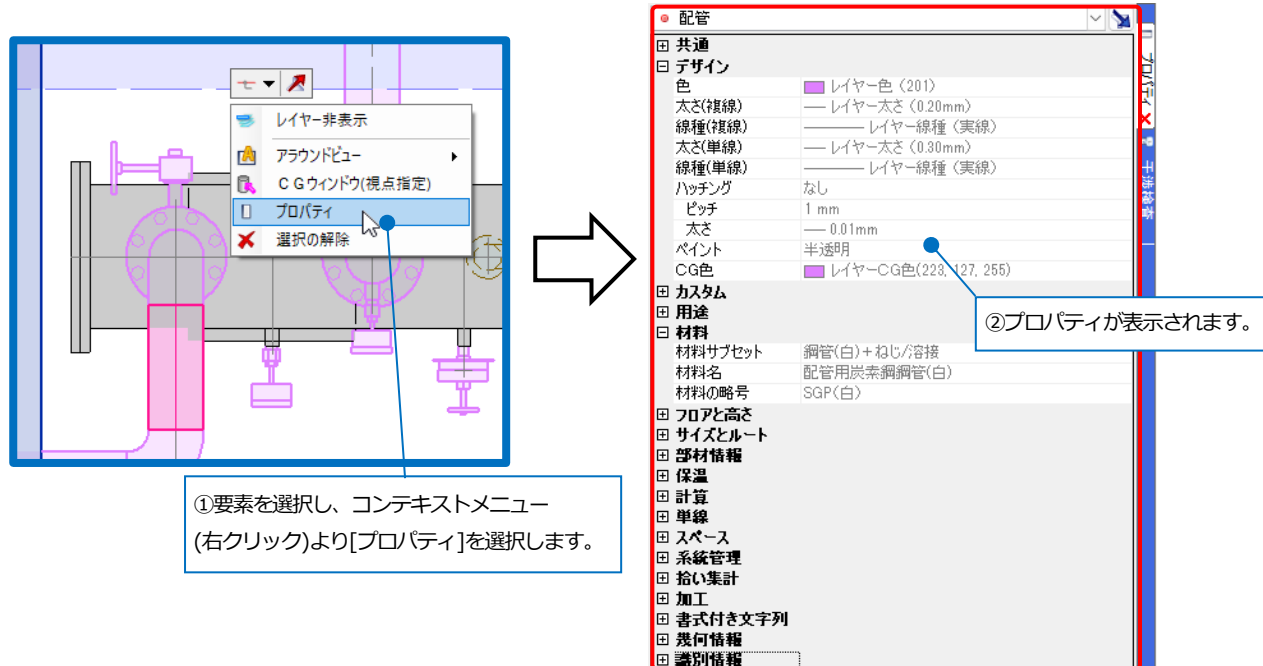 レイヤー非表示
アラウンドビュー
CGウィンドウ(視点指定)
プロパティ
選択の解除
①要素を選択し、コンテキストメニュー
(右クリック)より[プロパティ]を選択します。
配管
共通
デザイン
色 レイヤー色(201)
太さ(複線) レイヤー太さ(0.20mm)
線種(複線) レイヤー線種(実線)
太さ(単線) レイヤー太さ(0.30mm)
線種(単線) レイヤー線種(実線)
ハッチング なし
ピッチ 1 mm
太さ 0.01mm
ペイント 半透明
CG色 レイヤーCG色(223, 127, 255)
カスタム
用途
材料
材料サブセット 鋼管(白)+ねじ/溶接
材料名 配管用炭素鋼鋼管(白)
材料の略号 SGP(白)
フロアと高さ
サイズとルート
部材情報
保温
計算
単線
スペース
系統管理
拾い集計
加工
書式付き文字列
幾何情報
識別情報
②プロパティが表示されます。
プロパティ
干渉検査